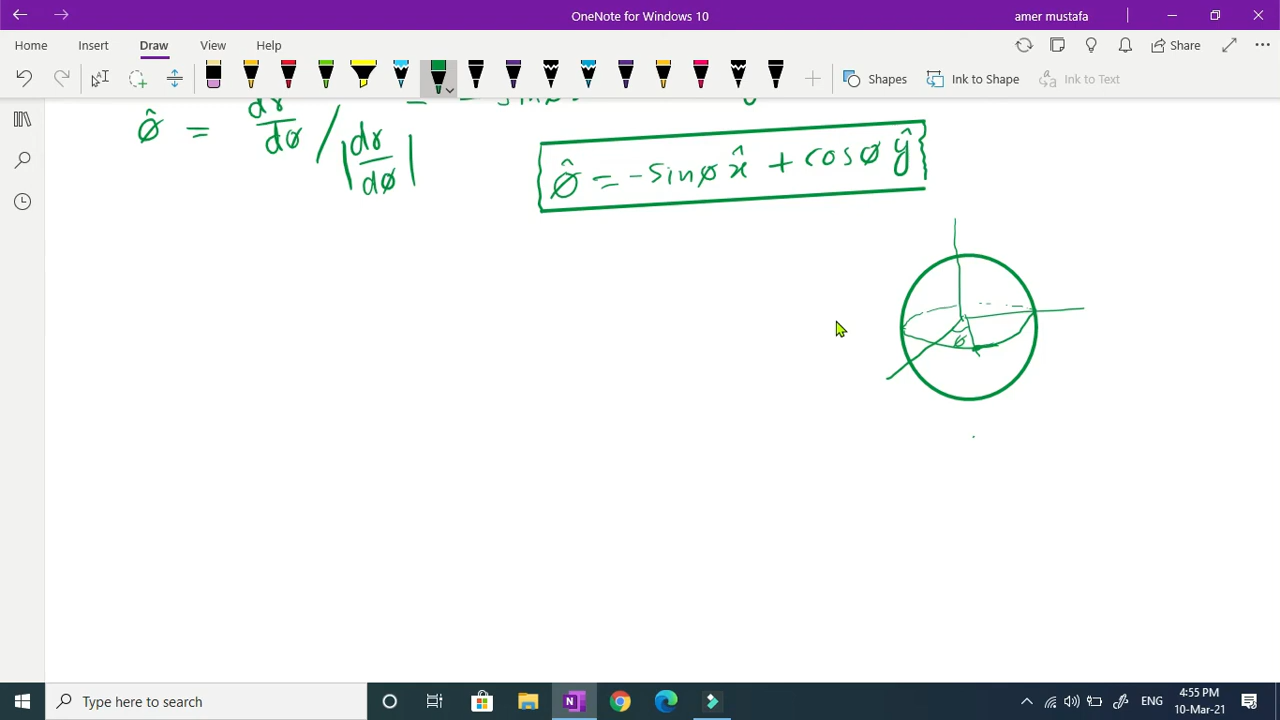 OneNote for Windows 10
amer mustafa
Home Insert Draw View Help
Share
Shapes
Ink to Shape
Ink to Text
φ̂ = dr/dφ / |dr/dφ|
φ̂ = -sinφ x̂ + cosφ ŷ
φ
Type here to search
N
ENG
4:55 PM
10-Mar-21